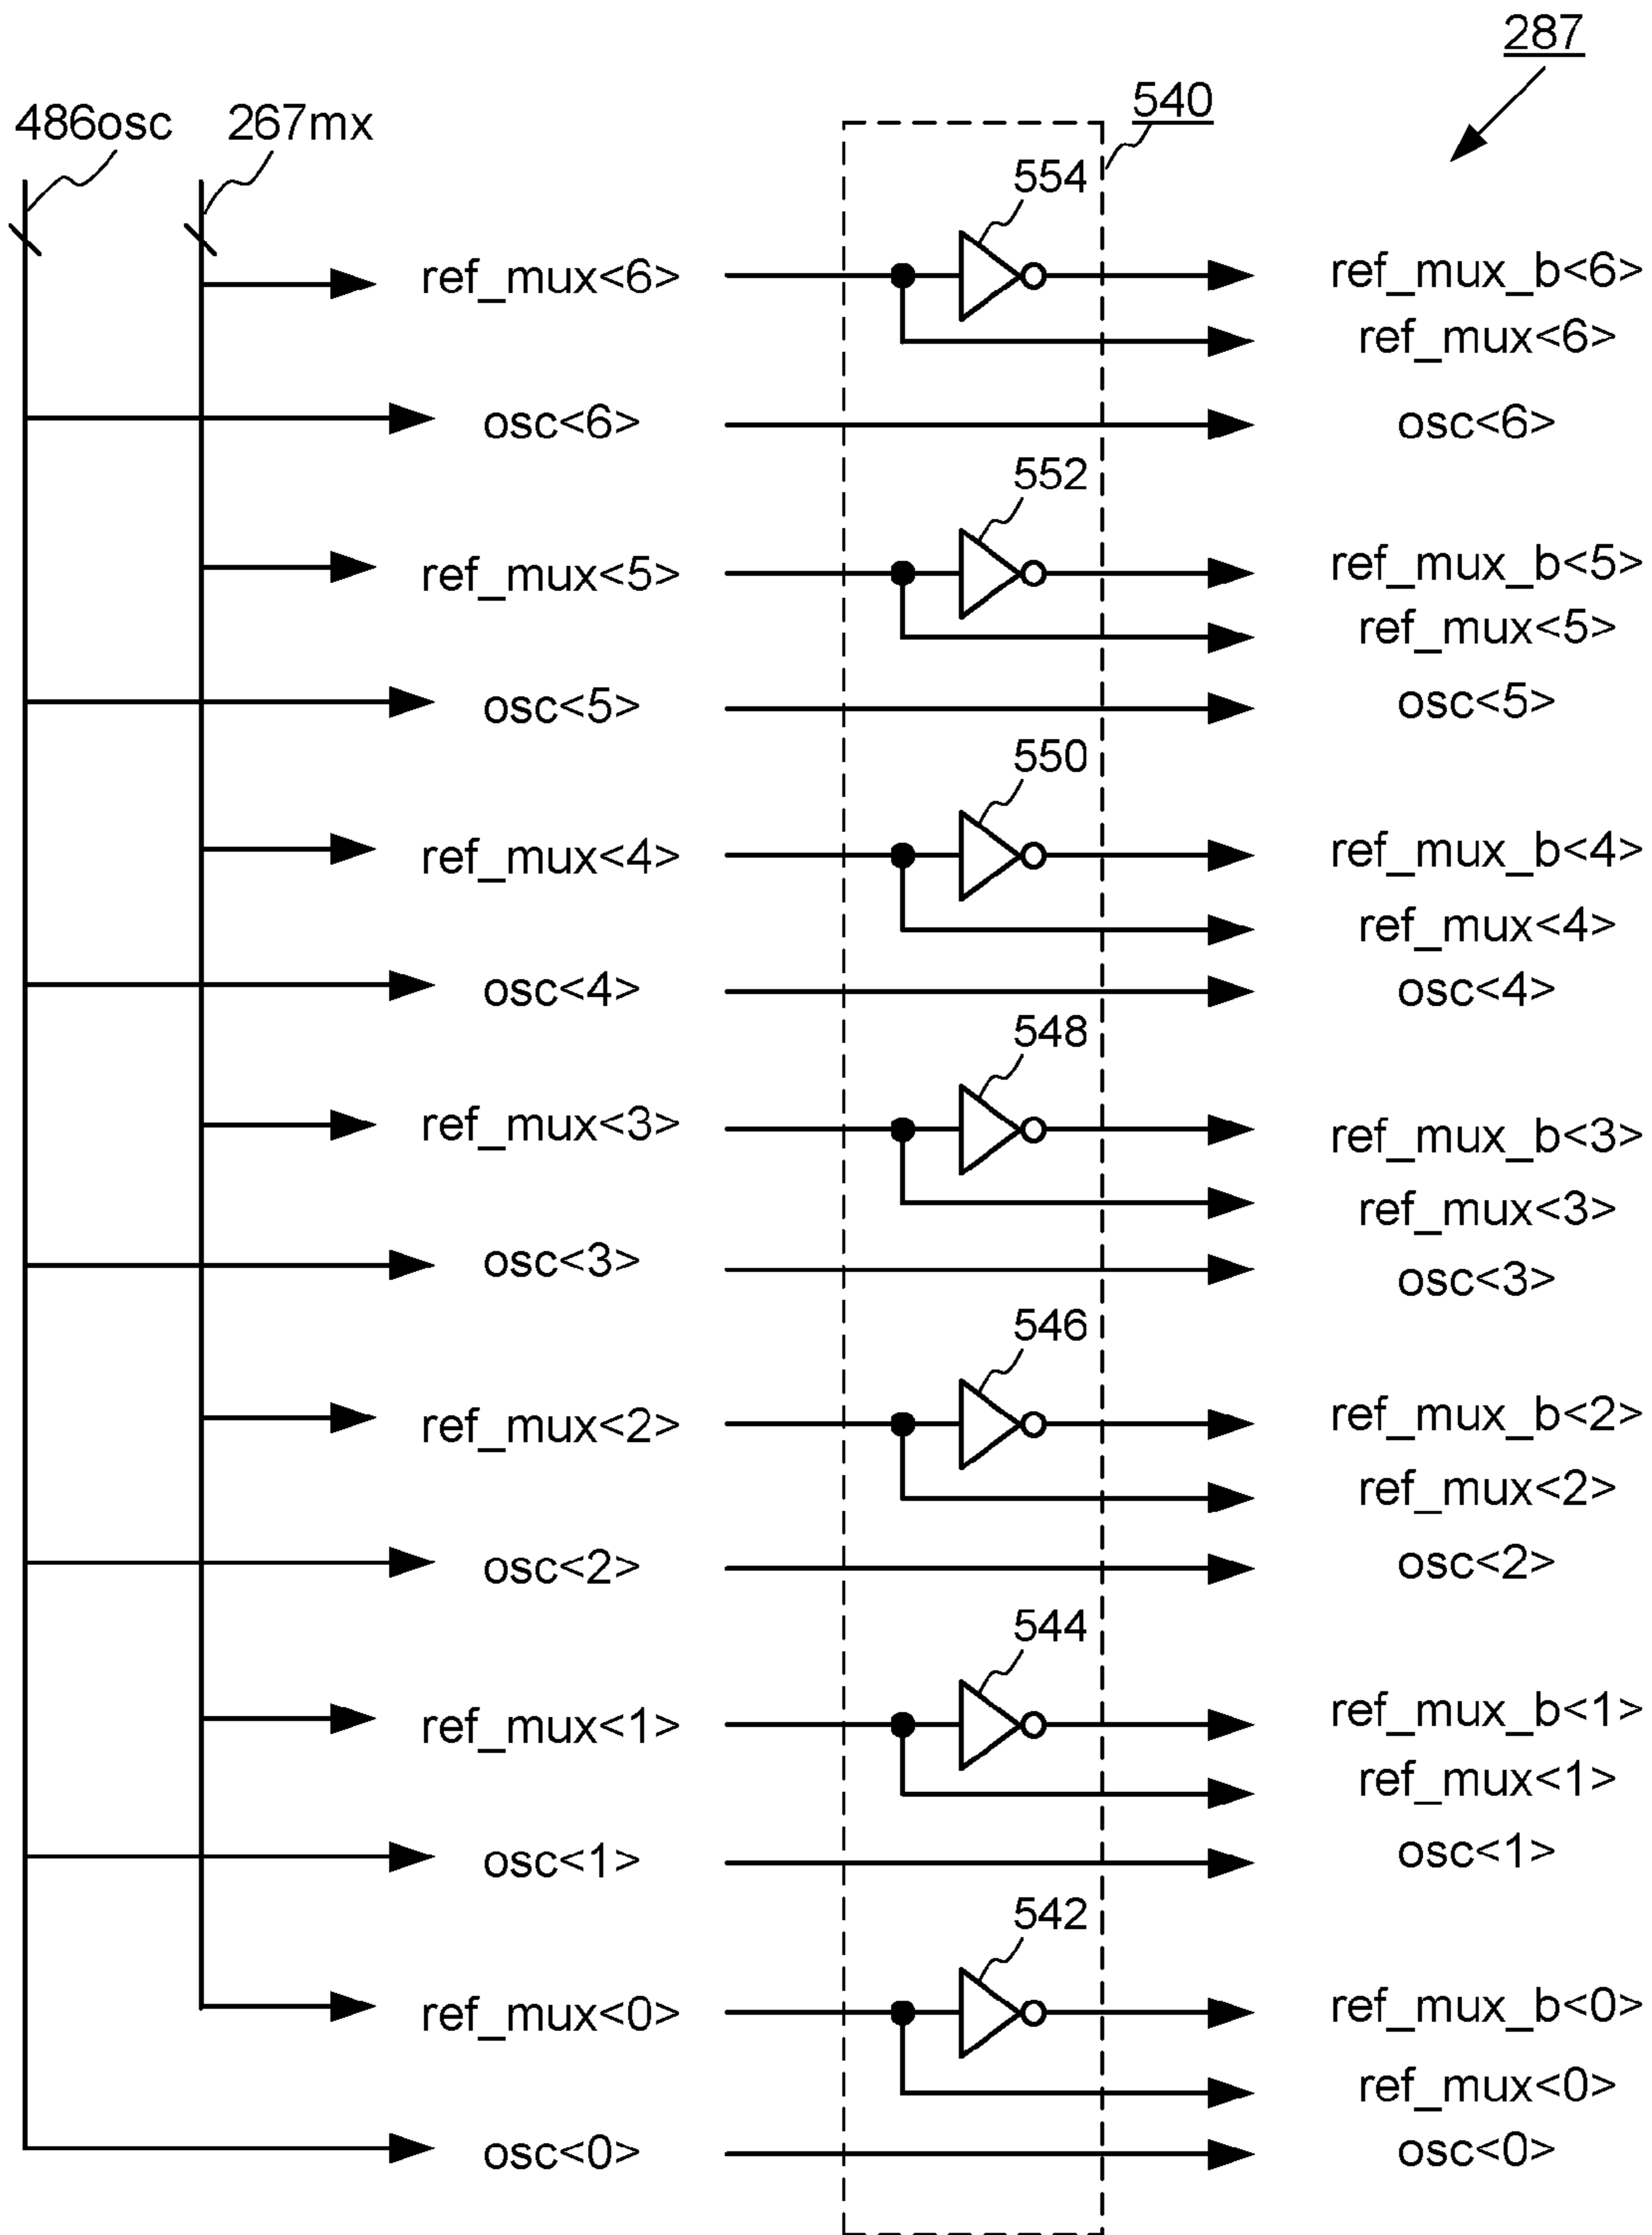 287
540
486osc 267mx
554
ref_mux<6> ref_mux_b<6>
ref_mux<6>
osc<6> osc<6>
552
ref_mux<5> ref_mux_b<5>
ref_mux<5>
osc<5> osc<5>
550
ref_mux<4> ref_mux_b<4>
ref_mux<4>
osc<4> osc<4>
548
ref_mux<3> ref_mux_b<3>
ref_mux<3>
osc<3> osc<3>
546
ref_mux<2> ref_mux_b<2>
ref_mux<2>
osc<2> osc<2>
544
ref_mux<1> ref_mux_b<1>
ref_mux<1>
osc<1> osc<1>
542
ref_mux<0> ref_mux_b<0>
ref_mux<0>
osc<0> osc<0>